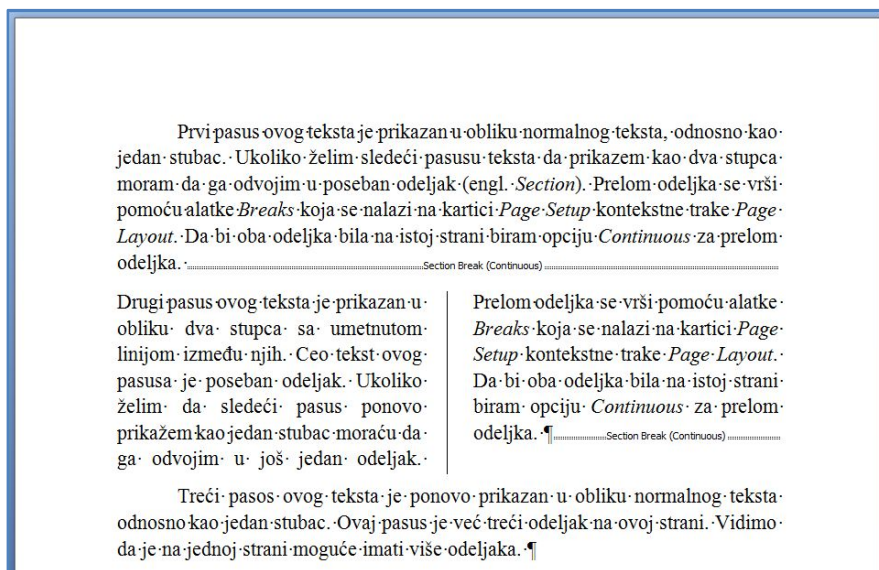 Prvi pasus ovog teksta je prikazan u obliku normalnog teksta, odnosno kao
jedan stubac. Ukoliko želim sledeći pasusu teksta da prikazem kao dva stupca
moram da ga odvojim u poseban odeljak (engl. Section). Prelom odeljka se vrši
pomoću alatke Breaks koja se nalazi na kartici Page Setup kontekstne trake Page
Layout. Da bi oba odeljka bila na istoj strani biram opciju Continuous za prelom
odeljka. Section Break (Continuous)
Drugi pasus ovog teksta je prikazan u
obliku dva stupca sa umetnutom
linijom između njih. Ceo tekst ovog
pasusa je poseban odeljak. Ukoliko
želim da sledeći pasus ponovo
prikažem kao jedan stubac moraću da
ga odvojim u još jedan odeljak.
Prelom odeljka se vrši pomoću alatke
Breaks koja se nalazi na kartici Page
Setup kontekstne trake Page Layout.
Da bi oba odeljka bila na istoj strani
biram opciju Continuous za prelom
odeljka. ¶ Section Break (Continuous)
Treći pasos ovog teksta je ponovo prikazan u obliku normalnog teksta
odnosno kao jedan stubac. Ovaj pasus je već treći odeljak na ovoj strani. Vidimo
da je na jednoj strani moguće imati više odeljaka. ¶